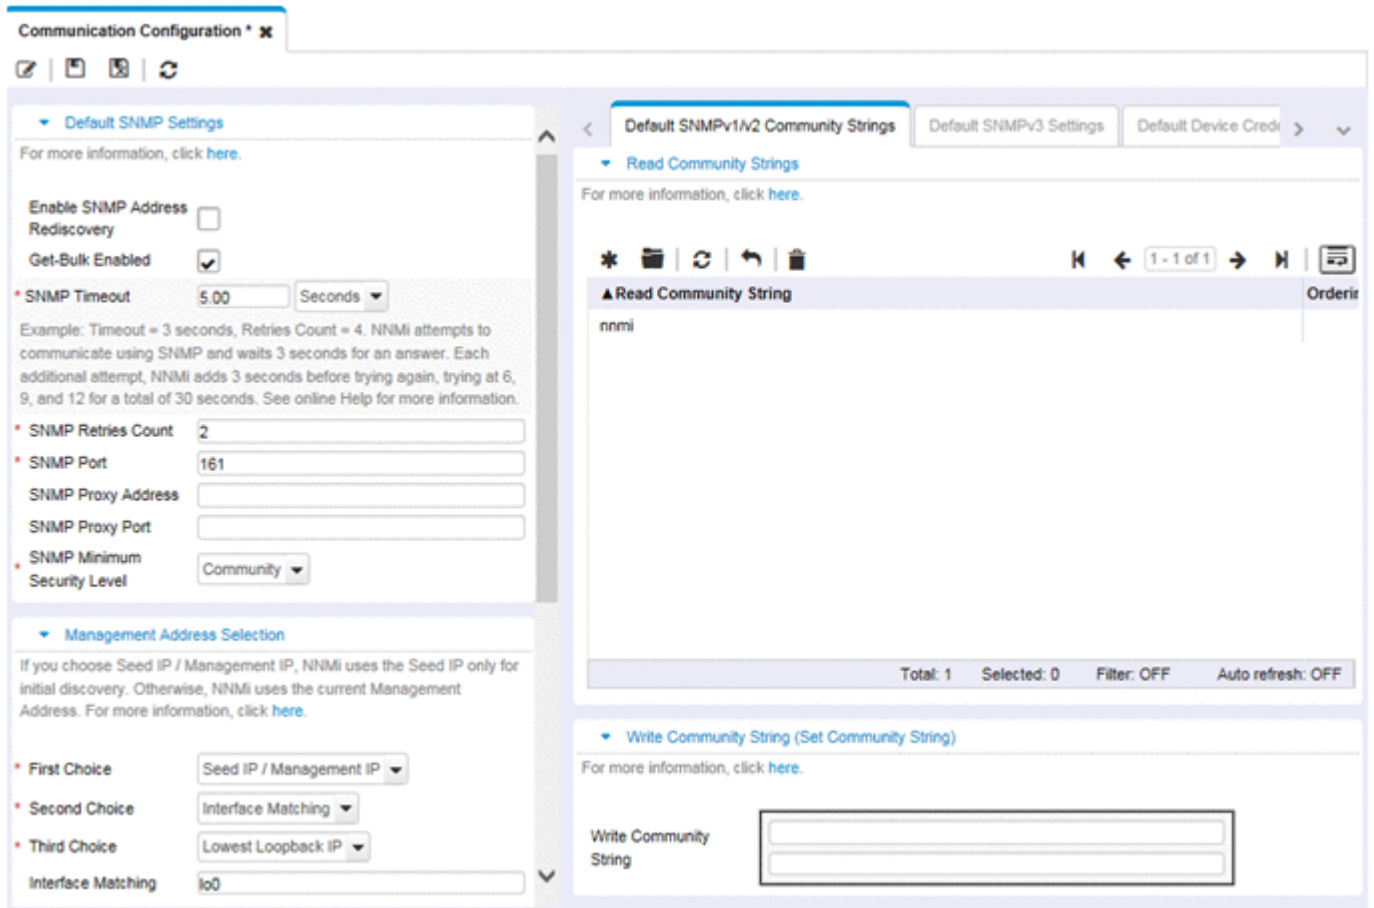 Communication Configuration * ✖
Default SNMP Settings
For more information, click here.
Enable SNMP Address
Rediscovery
Get-Bulk Enabled
* SNMP Timeout 5.00 Seconds
Example: Timeout = 3 seconds, Retries Count = 4. NNMi attempts to
communicate using SNMP and waits 3 seconds for an answer. Each
additional attempt, NNMi adds 3 seconds before trying again, trying at 6,
9, and 12 for a total of 30 seconds. See online Help for more information.
* SNMP Retries Count 2
* SNMP Port 161
SNMP Proxy Address
SNMP Proxy Port
* SNMP Minimum
Security Level Community
Management Address Selection
If you choose Seed IP / Management IP, NNMi uses the Seed IP only for
initial discovery. Otherwise, NNMi uses the current Management
Address. For more information, click here.
* First Choice Seed IP / Management IP
* Second Choice Interface Matching
* Third Choice Lowest Loopback IP
Interface Matching lo0
Default SNMPv1/v2 Community Strings Default SNMPv3 Settings Default Device Crede
Read Community Strings
For more information, click here.
1 - 1 of 1
▲Read Community String Orderin
nnmi
Total: 1 Selected: 0 Filter: OFF Auto refresh: OFF
Write Community String (Set Community String)
For more information, click here.
Write Community
String